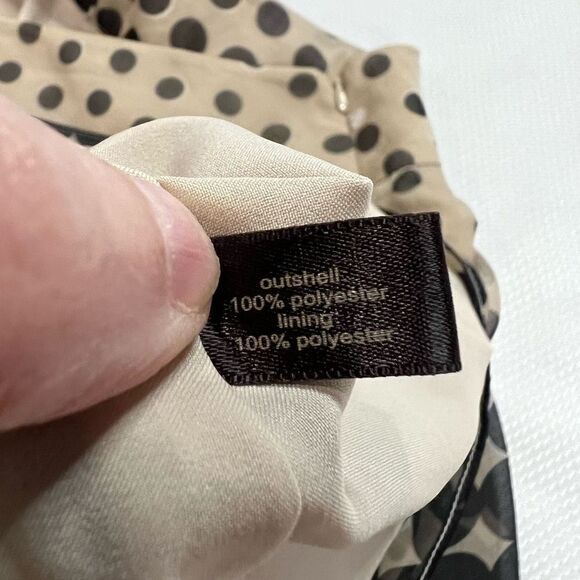 outshell:
100% polyester
lining:
100% polyester